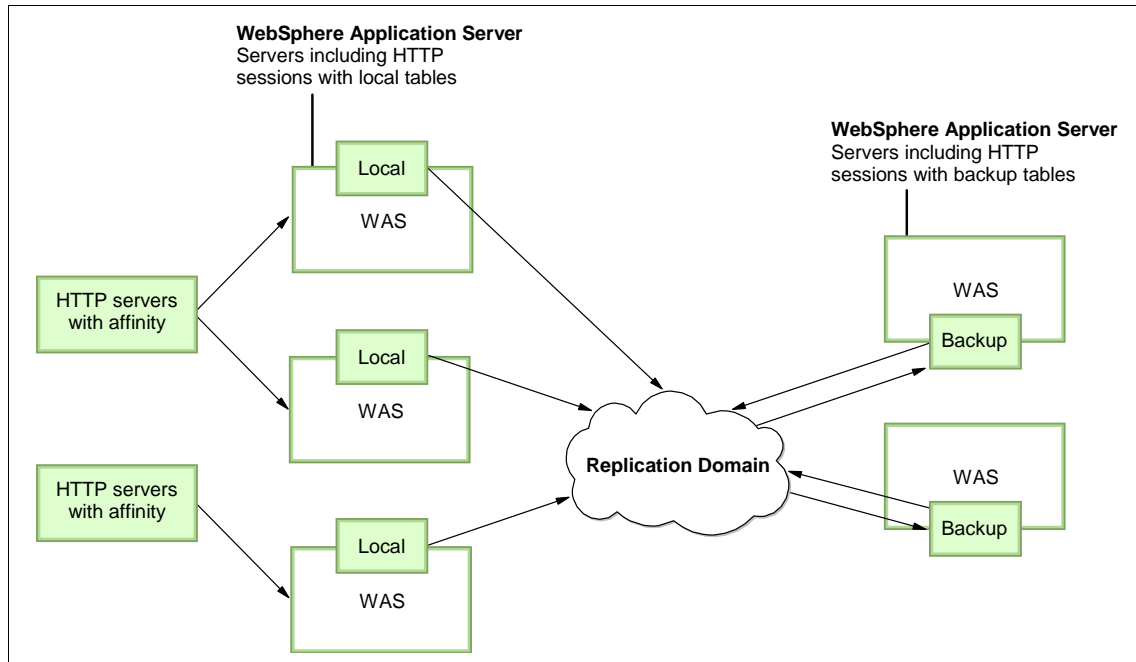 WebSphere Application Server
Servers including HTTP
sessions with local tables
WebSphere Application Server
Servers including HTTP
sessions with backup tables
Local
WAS
HTTP servers
with affinity
WAS
Backup
Local
WAS
Replication Domain
HTTP servers
with affinity
WAS
Backup
Local
WAS